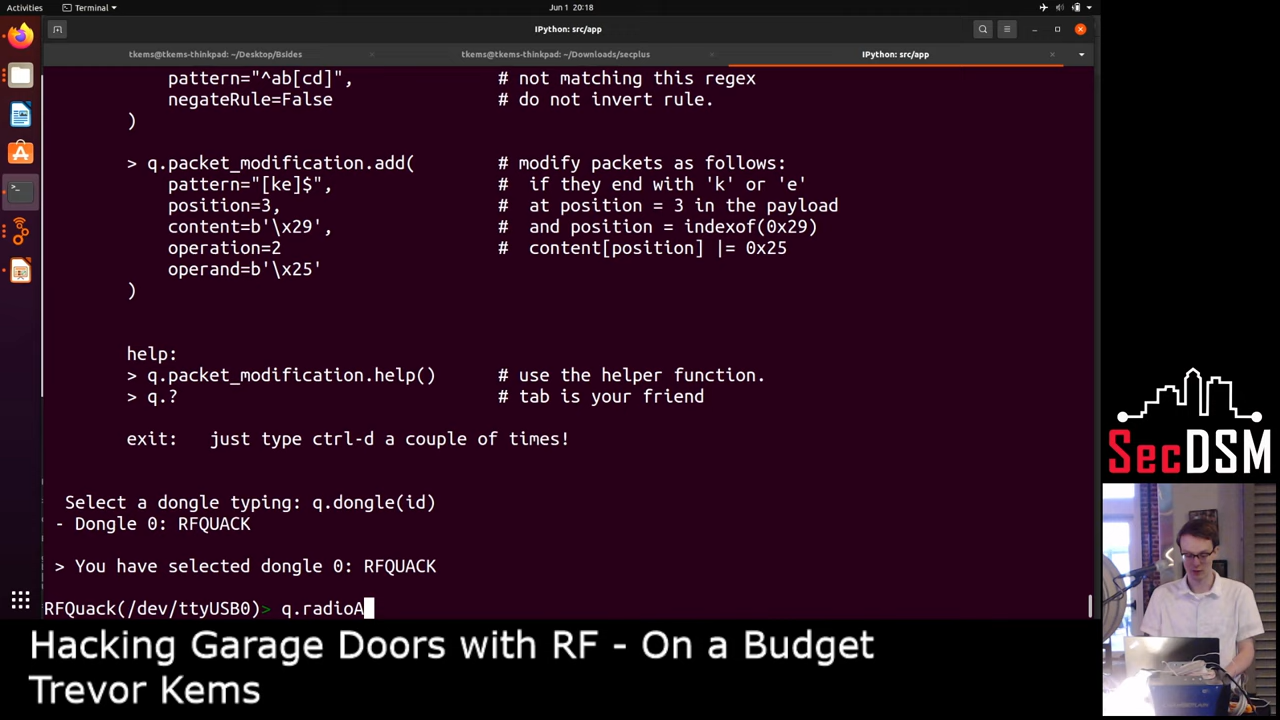 Activities
Terminal
Jun 1 20:18
IPython: src/app
tkems@tkems-thinkpad: ~/Desktop/Bsides
tkems@tkems-thinkpad: ~/Downloads/secplus
IPython: src/app
pattern="^ab[cd]", # not matching this regex
negateRule=False # do not invert rule.
)
> q.packet_modification.add( # modify packets as follows:
pattern="[ke]$", # if they end with 'k' or 'e'
position=3, # at position = 3 in the payload
content=b'\x29', # and position = indexof(0x29)
operation=2 # content[position] |= 0x25
operand=b'\x25'
)
help:
> q.packet_modification.help() # use the helper function.
> q.? # tab is your friend
exit: just type ctrl-d a couple of times!
Select a dongle typing: q.dongle(id)
- Dongle 0: RFQUACK
> You have selected dongle 0: RFQUACK
RFQuack(/dev/ttyUSB0)> q.radioA
SecDSM
Hacking Garage Doors with RF - On a Budget
Trevor Kems